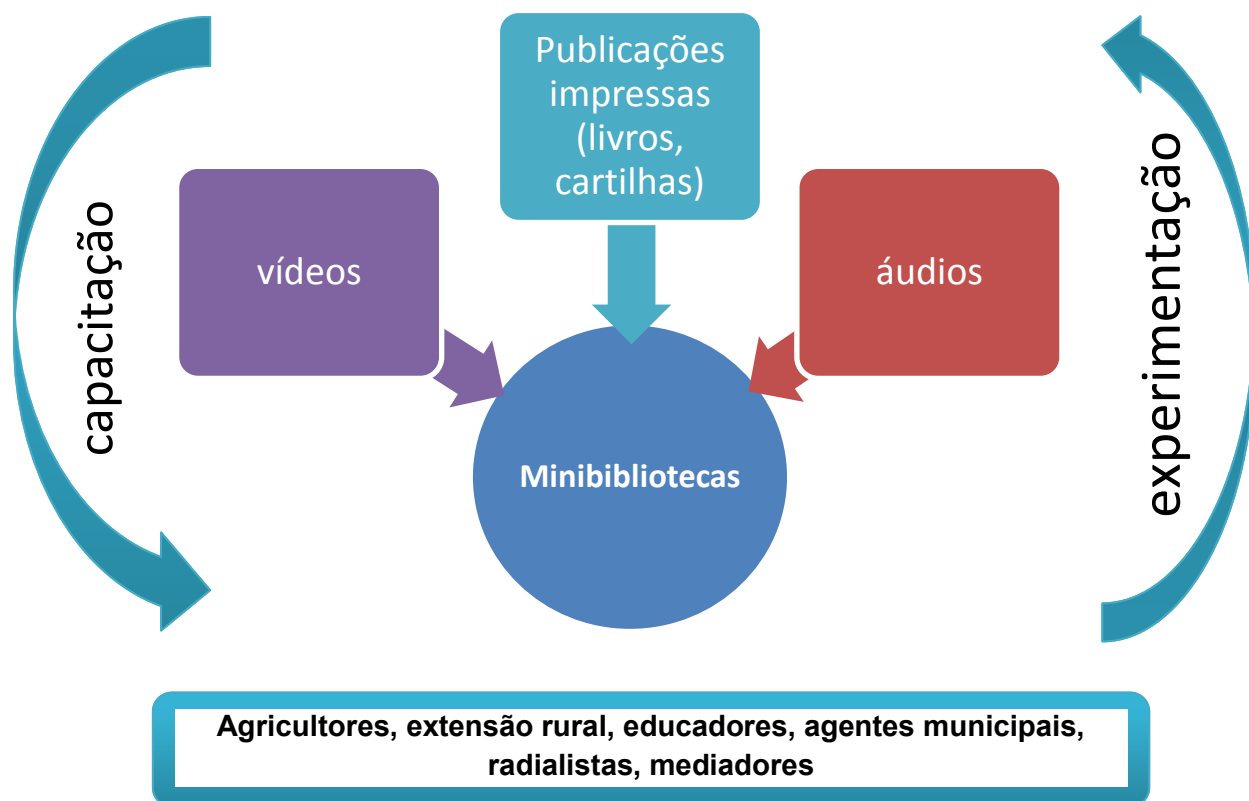 Publicações
impressas
(livros,
cartilhas)
vídeos
áudios
capacitação
experimentação
Minibibliotecas
Agricultores, extensão rural, educadores, agentes municipais,
radialistas, mediadores